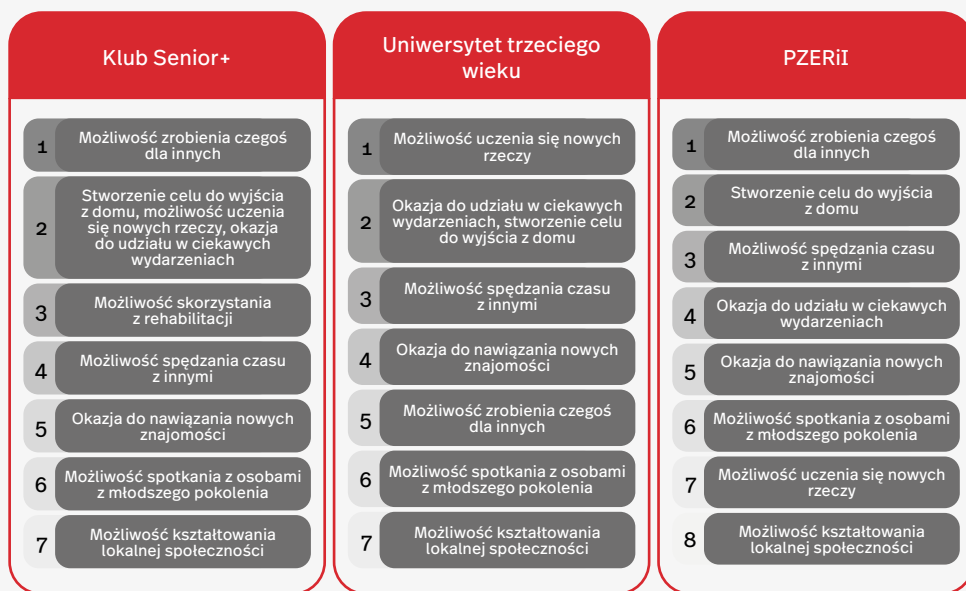 Klub Senior+
1
Możliwość zrobienia czegoś
dla innych
2
Stworzenie celu do wyjścia
z domu, możliwość uczenia
się nowych rzeczy, okazja
do udziału w ciekawych
wydarzeniach
3
Możliwość skorzystania
z rehabilitacji
4
Możliwość spędzania czasu
z innymi
5
Okazja do nawiązania nowych
znajomości
6
Możliwość spotkania z osobami
z młodszego pokolenia
7
Możliwość kształtowania
lokalnej społeczności
Uniwersytet trzeciego
wieku
1
Możliwość uczenia się nowych
rzeczy
2
Okazja do udziału w ciekawych
wydarzeniach, stworzenie celu
do wyjścia z domu
3
Możliwość spędzania czasu
z innymi
4
Okazja do nawiązania nowych
znajomości
5
Możliwość zrobienia czegoś
dla innych
6
Możliwość spotkania z osobami
z młodszego pokolenia
7
Możliwość kształtowania
lokalnej społeczności
PZERiI
1
Możliwość zrobienia czegoś
dla innych
2
Stworzenie celu do wyjścia
z domu
3
Możliwość spędzania czasu
z innymi
4
Okazja do udziału w ciekawych
wydarzeniach
5
Okazja do nawiązania nowych
znajomości
6
Możliwość spotkania z osobami
z młodszego pokolenia
7
Możliwość uczenia się nowych
rzeczy
8
Możliwość kształtowania
lokalnej społeczności